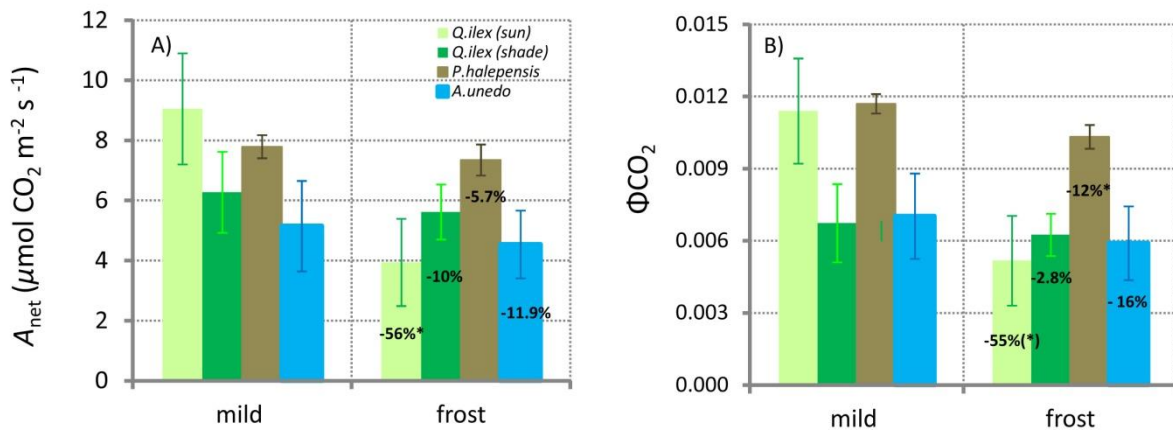 A)
Q.ilex (sun)
Q.ilex (shade)
P.halepensis
A.unedo
12
10
8
6
4
2
0
A_net (μmol CO₂ m⁻² s ⁻¹)
-56%*
-10%
-5.7%
-11.9%
mild frost
B)
0.015
0.012
0.009
0.006
0.003
0.000
ΦCO₂
-55%(*)
-2.8%
-12%*
- 16%
mild frost